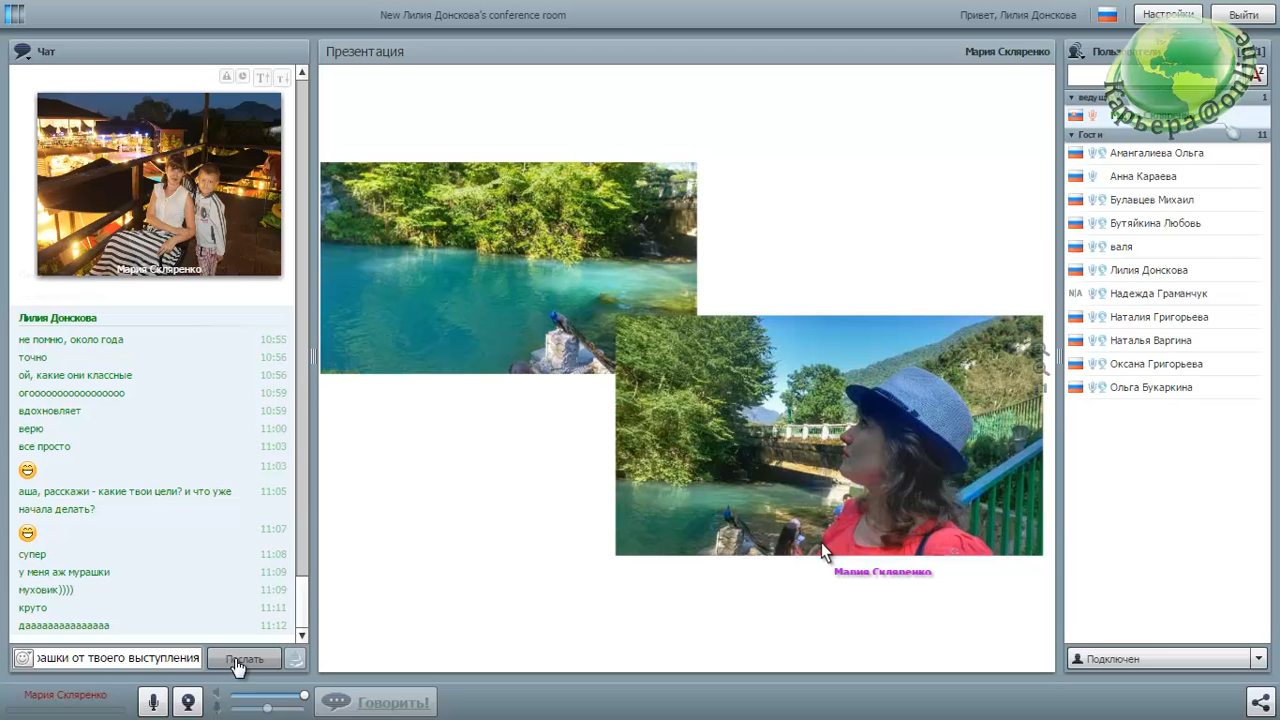 New Лилия Донскова's conference room
Привет, Лилия Донскова
Настройки
Выйти
Чат
Мария Скляренко
Лилия Донскова
не помню, около года 10:55
точно 10:56
ой, какие они классные 10:56
огооооооооооооооо 10:59
вдохновляет 10:59
верю 11:00
все просто 11:03
11:03
аша, расскажи - какие твои цели? и что уже 11:05
начала делать?
11:07
супер 11:08
у меня аж мурашки 11:09
муховик)))) 11:09
круто 11:11
даааааааааааааа 11:12
рашки от твоего выступления
Послать
Мария Скляренко
Говорить!
Презентация
Мария Скляренко
Мария Скляренко
Карьера@online
ведущ 1
Гости 11
Амангалиева Ольга
Анна Караева
Булавцев Михаил
Бутяйкина Любовь
валя
Лилия Донскова
N|A Надежда Граманчук
Наталия Григорьева
Наталья Варгина
Оксана Григорьева
Ольга Букаркина
Подключен